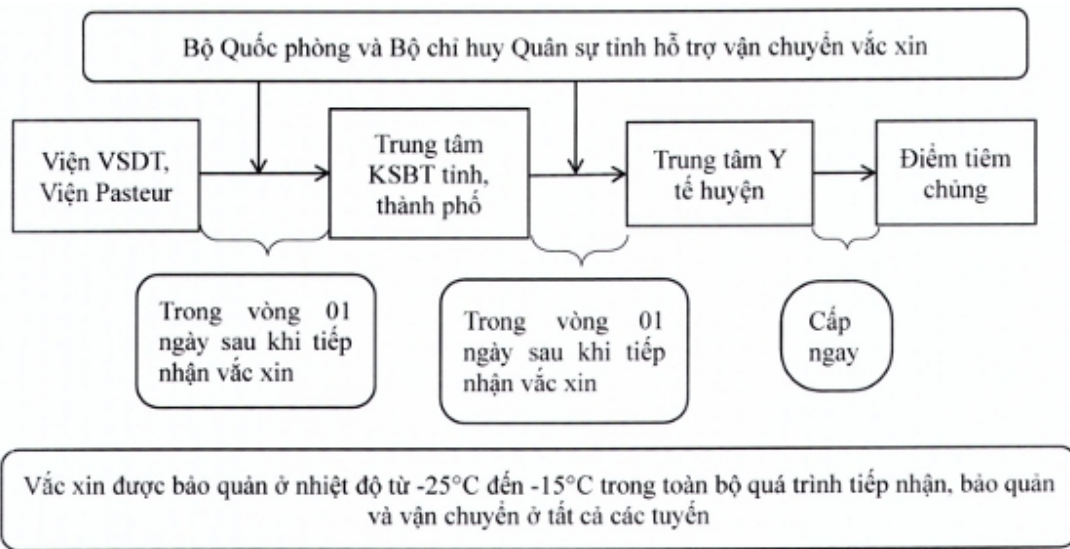 Bộ Quốc phòng và Bộ chỉ huy Quân sự tỉnh hỗ trợ vận chuyển vắc xin
Viện VSDT,
Viện Pasteur
Trung tâm
KSBT tỉnh,
thành phố
Trung tâm Y
tế huyện
Điểm tiêm
chủng
Trong vòng 01
ngày sau khi tiếp
nhận vắc xin
Trong vòng 01
ngày sau khi tiếp
nhận vắc xin
Cấp
ngay
Vắc xin được bảo quản ở nhiệt độ từ -25°C đến -15°C trong toàn bộ quá trình tiếp nhận, bảo quản
và vận chuyển ở tất cả các tuyến